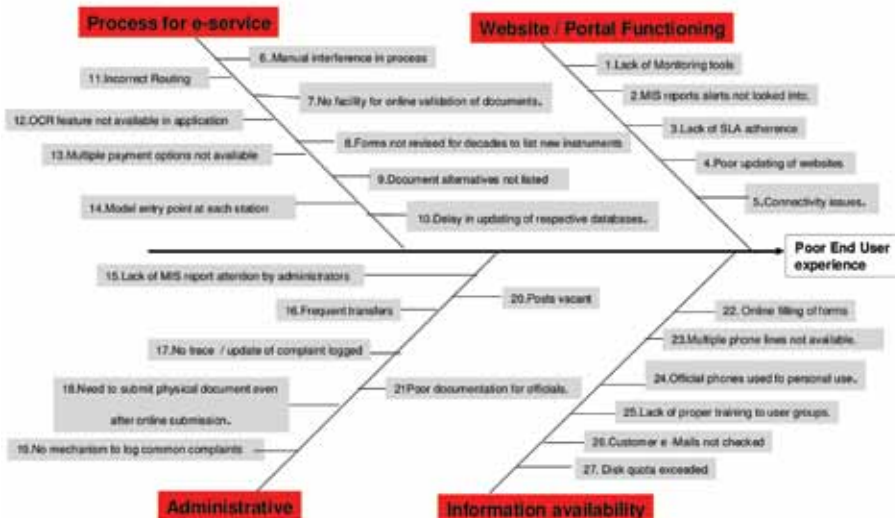 Process for e-service
Website / Portal Functioning
6..Manual interference in process
11.Incorrect Routing
7.No facility for online validation of documents.
12.OCR feature not available in application
8.Forms not revised for decades to list new instruments
13.Multiple payment options not available
9.Document alternatives not listed
14.Model entry point at each station
10.Delay in updating of respective databases.
1.Lack of Monitoring tools
2.MIS reports alerts not looked into.
3.Lack of SLA adherence
4.Poor updating of websites
5.Connectivity issues.
Poor End User
experience
15.Lack of MIS report attention by administrators
20.Posts vacant
16.Frequent transfers
17.No trace / update of complaint logged
18.Need to submit physical document even
after online submission.
21Poor documentation for officials.
19.No mechanism to log common complaints
22. Online filling of forms
23.Multiple phone lines not available.
24.Official phones used fo personal use.
25.Lack of proper training to user groups.
26.Customer e -Mails not checked
27. Disk quota exceeded
Administrative
Information availability